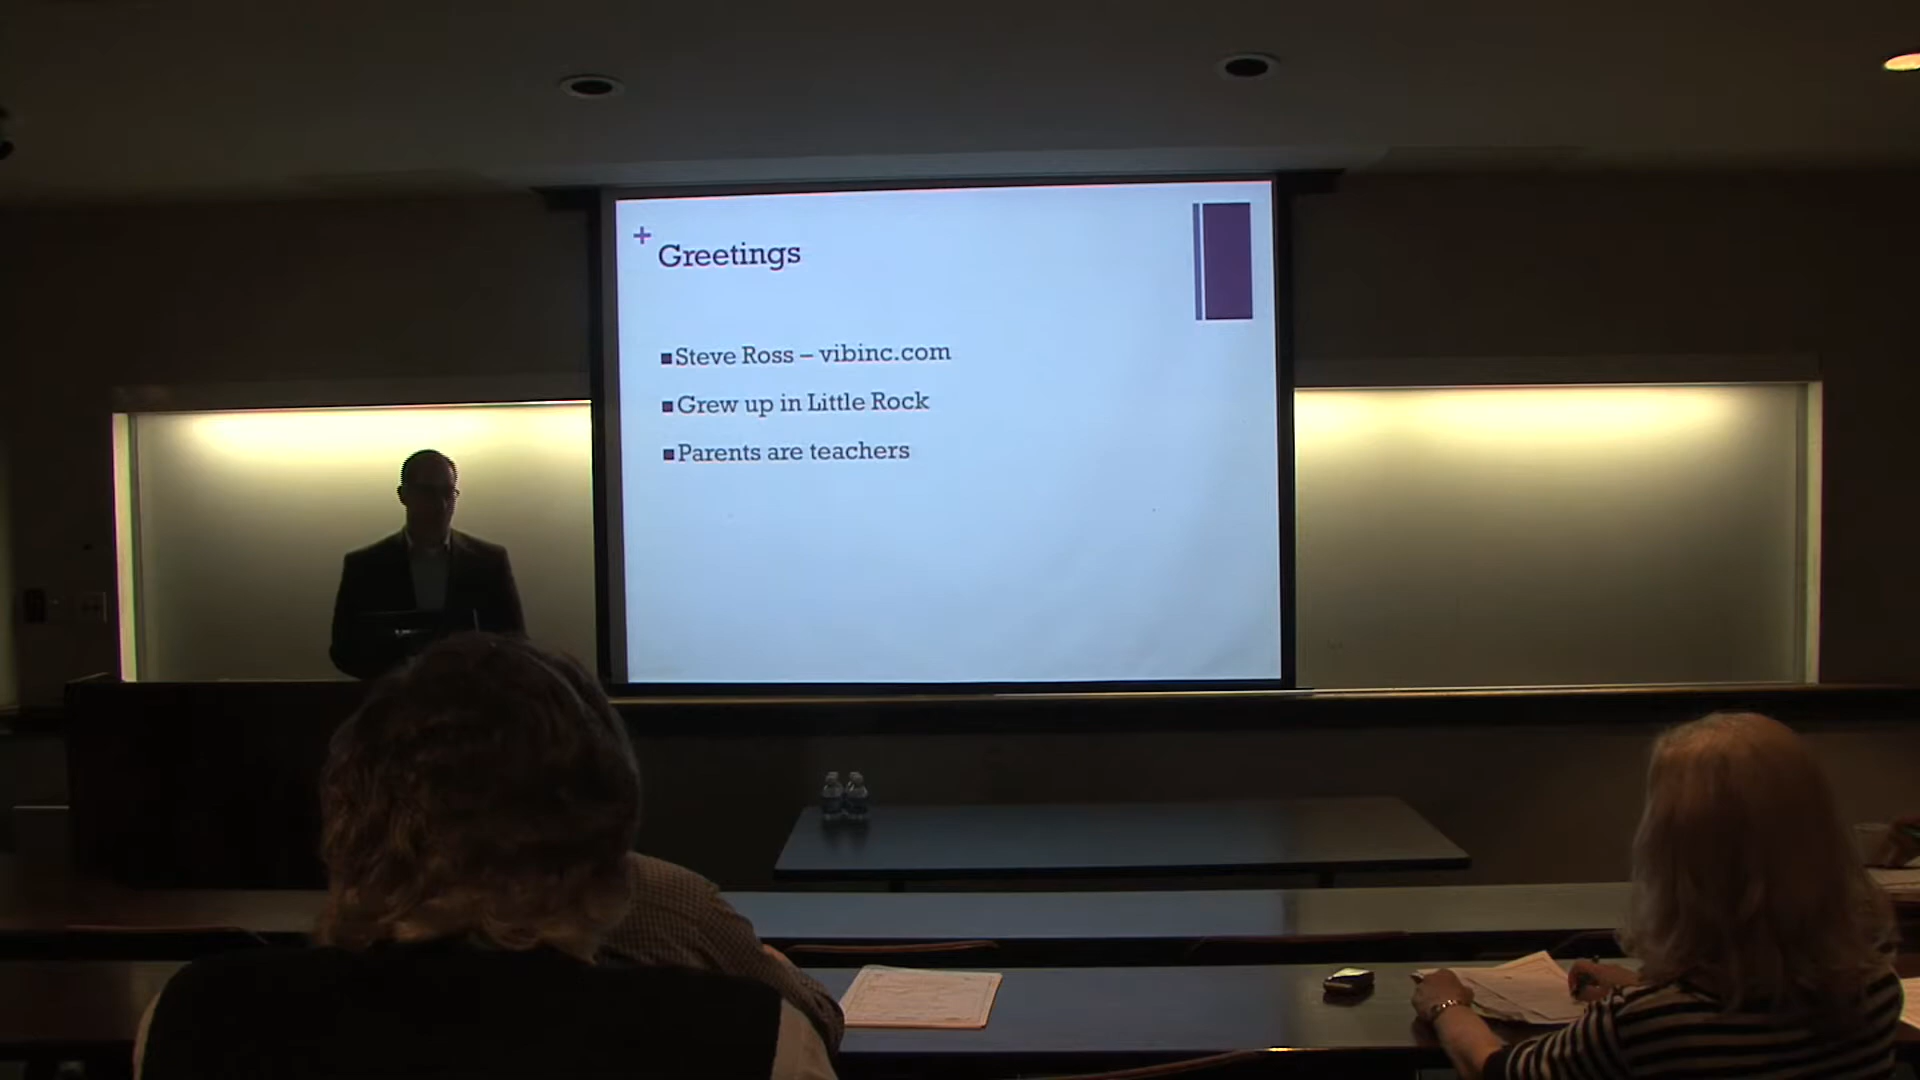 +
Greetings
■Steve Ross – vibinc.com
■Grew up in Little Rock
■Parents are teachers